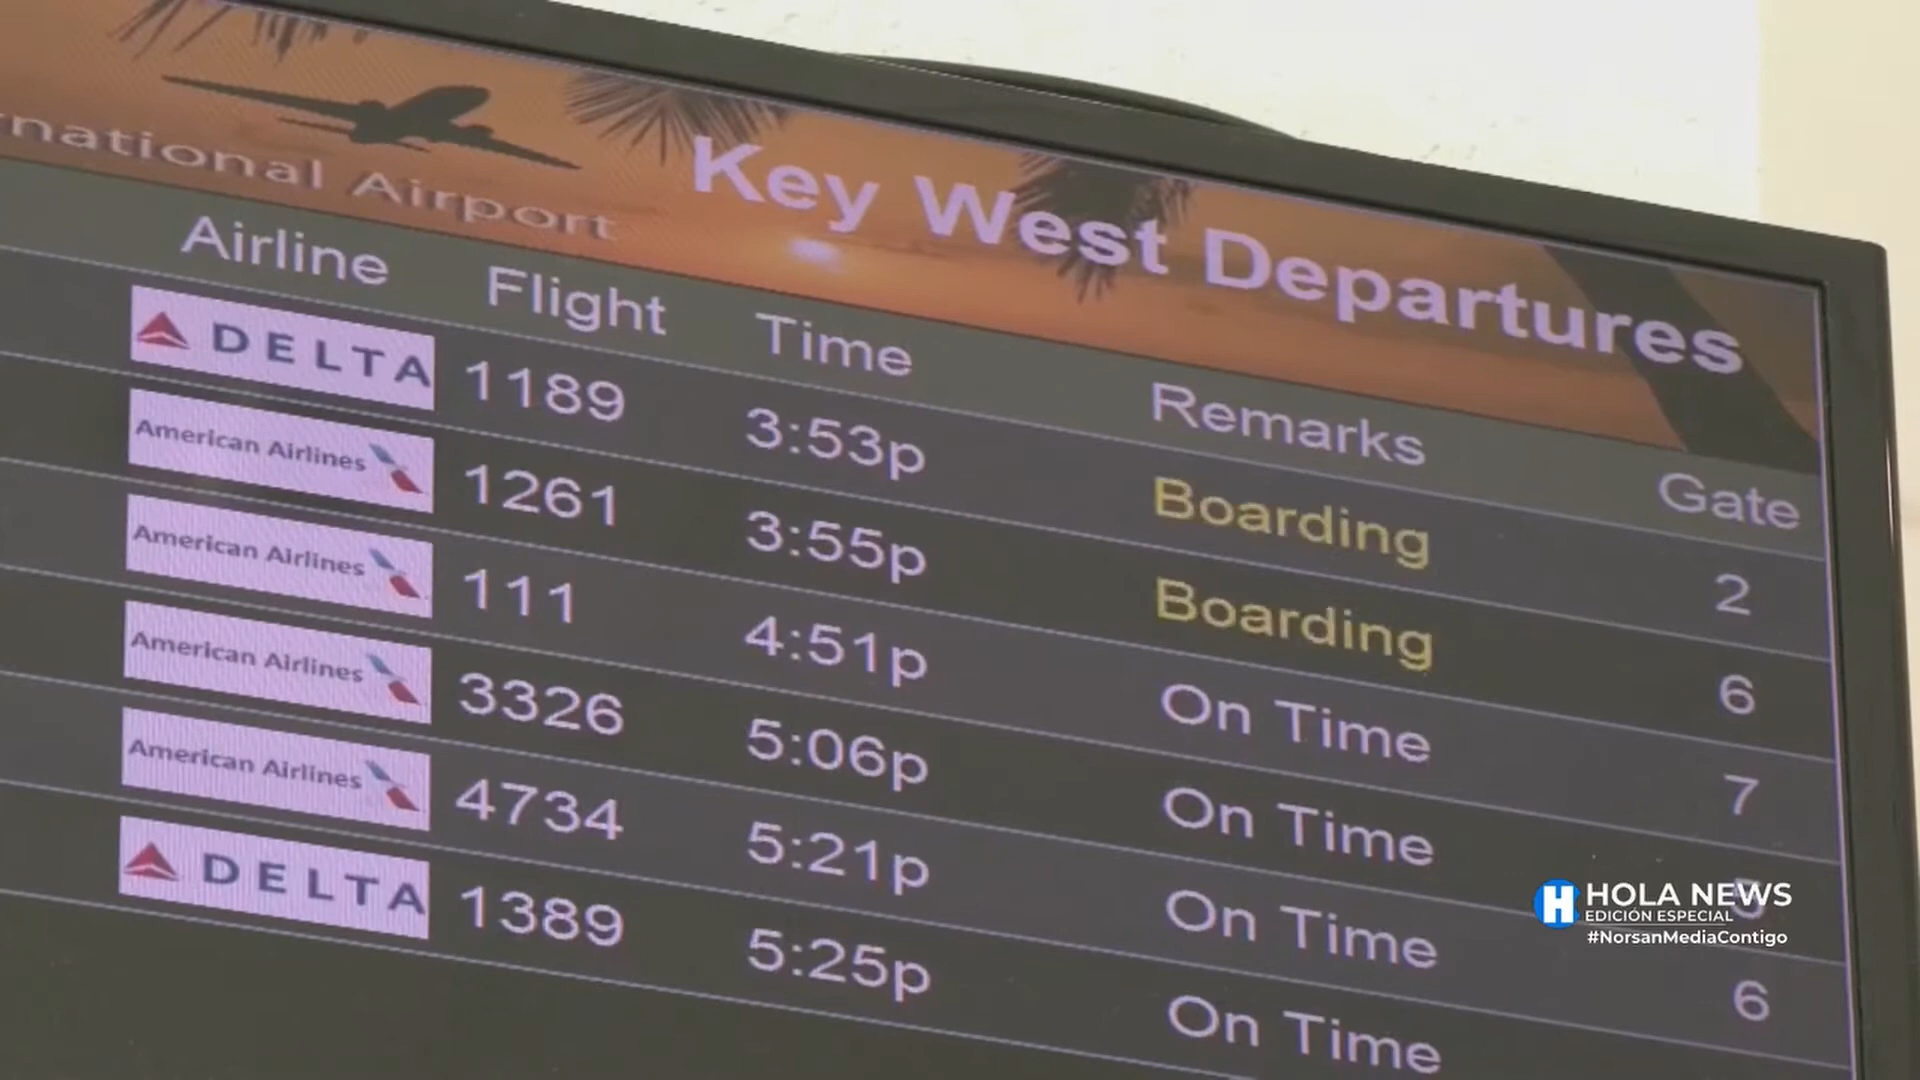 rnational Airport
Key West Departures
Airline Flight Time Remarks Gate
DELTA 1189 3:53p Boarding 2
American Airlines 1261 3:55p Boarding 6
American Airlines 111 4:51p On Time 7
American Airlines 3326 5:06p On Time
American Airlines 4734 5:21p On Time 6
DELTA 1389 5:25p On Time
H HOLA NEWS
EDICIÓN ESPECIAL
#NorsanMediaContigo